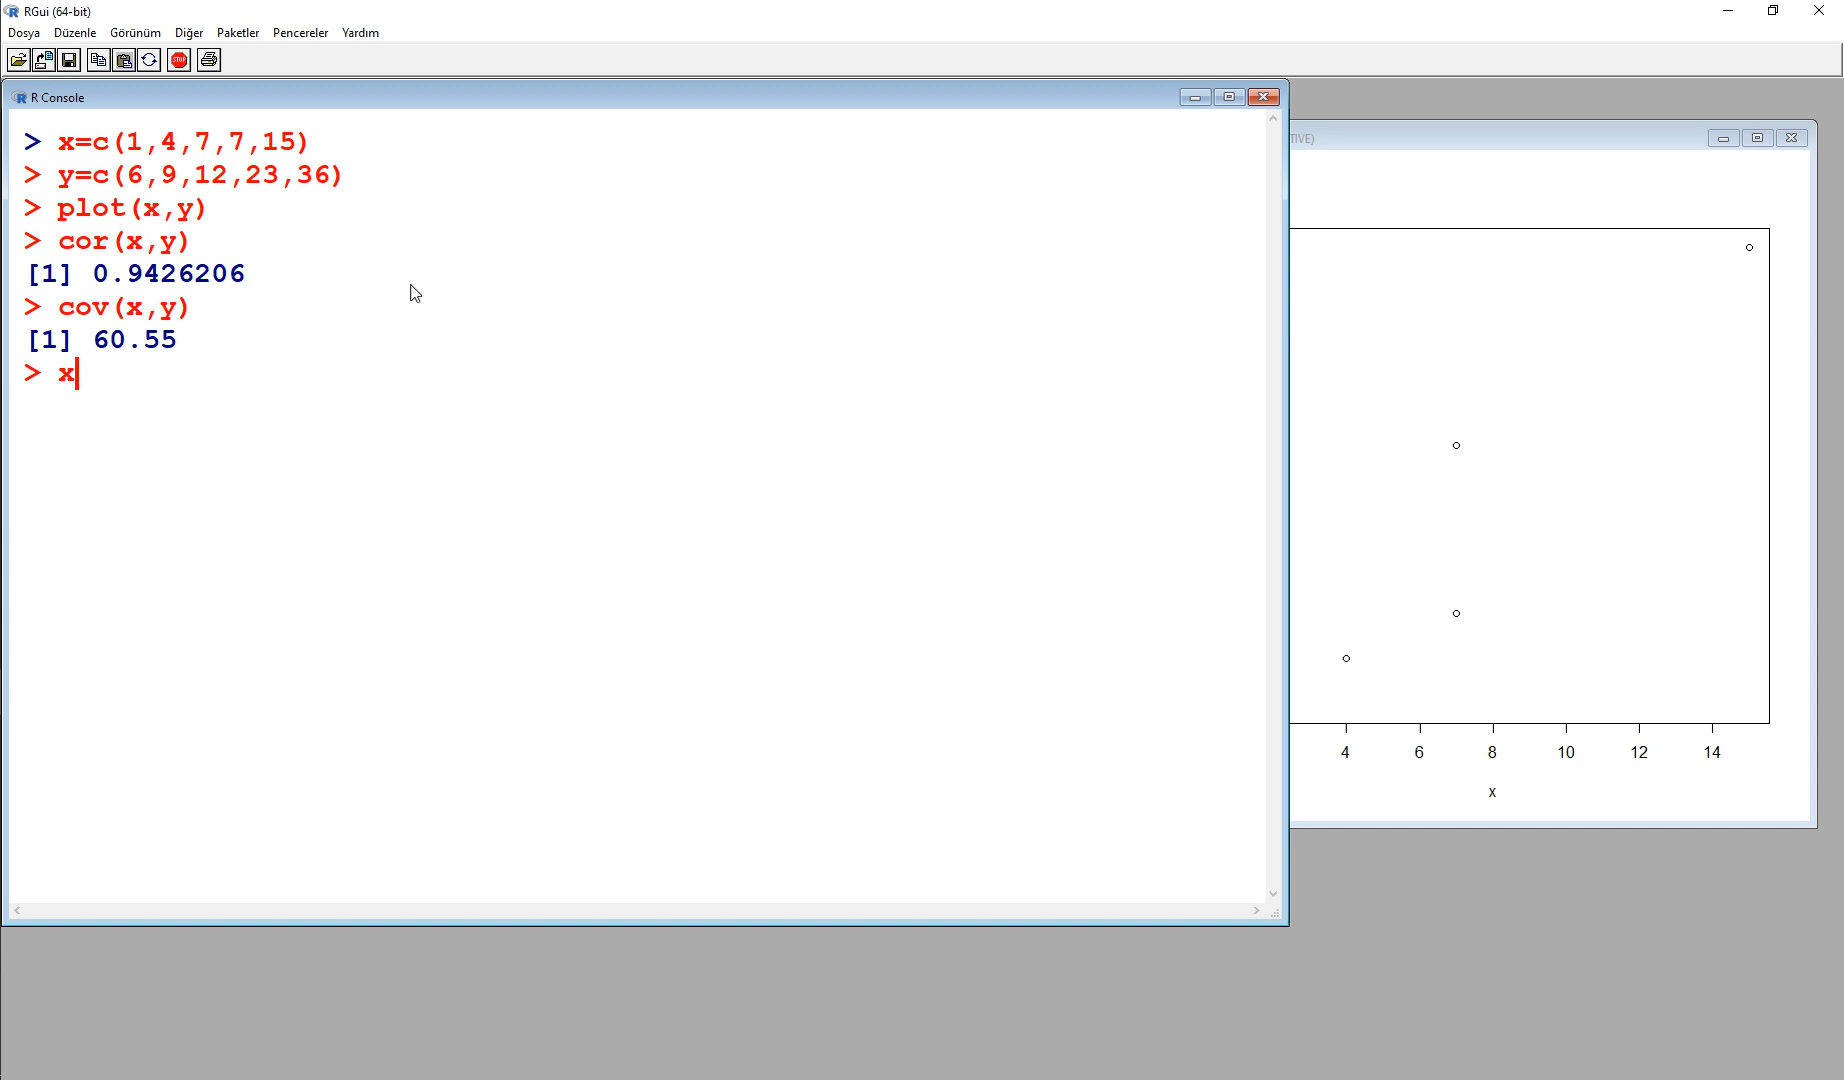 RGui (64-bit)
Dosya Düzenle Görünüm Diğer Paketler Pencereler Yardım
STOP
R Console
> x=c(1,4,7,7,15)
> y=c(6,9,12,23,36)
> plot(x,y)
> cor(x,y)
[1] 0.9426206
> cov(x,y)
[1] 60.55
> x
TIVE)
4 6 8 10 12 14
x